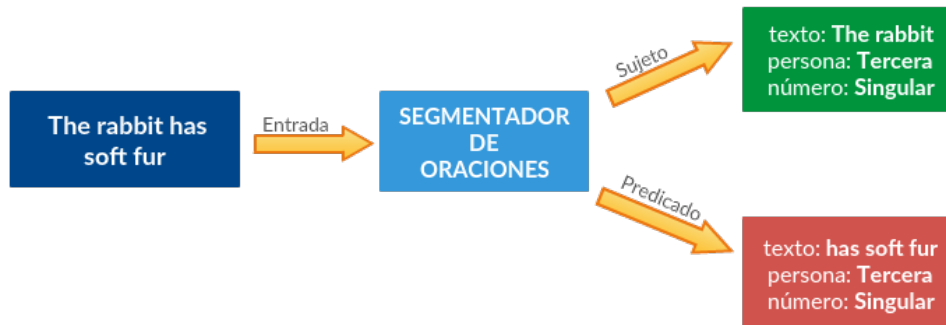 The rabbit has
soft fur
Entrada
SEGMENTADOR
DE
ORACIONES
Sujeto
texto: The rabbit
persona: Tercera
número: Singular
Predicado
texto: has soft fur
persona: Tercera
número: Singular